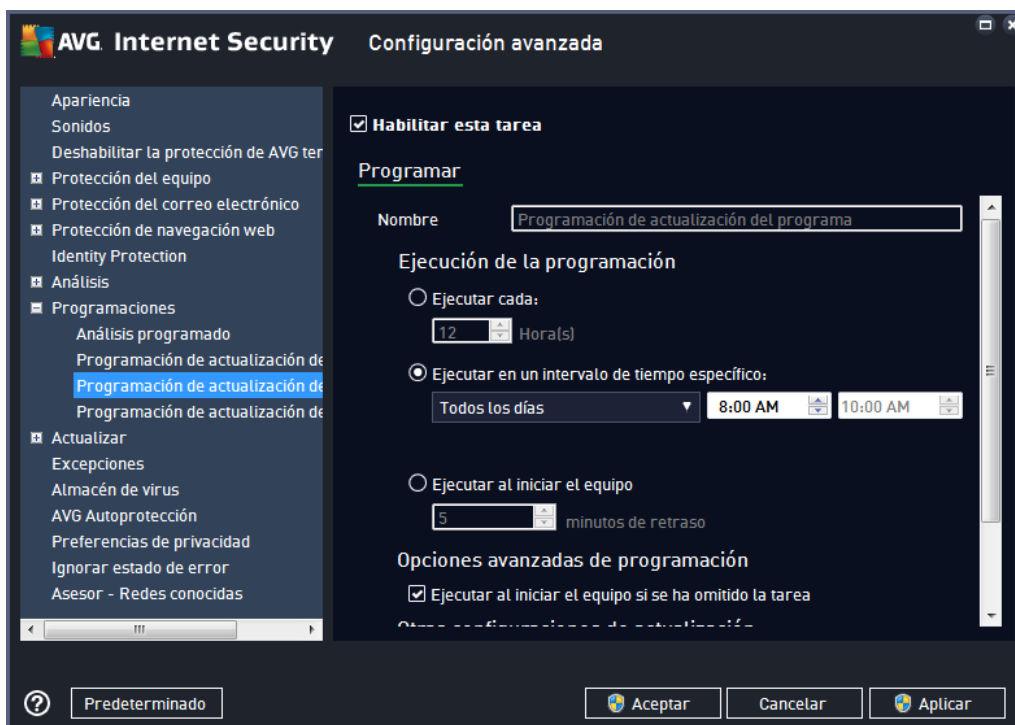 AVG. Internet Security Configuración avanzada
Apariencia
Sonidos
Deshabilitar la protección de AVG ter
Protección del equipo
Protección del correo electrónico
Protección de navegación web
Identity Protection
Análisis
Programaciones
Análisis programado
Programación de actualización de
Programación de actualización de
Programación de actualización de
Actualizar
Excepciones
Almacén de virus
AVG Autoprotección
Preferencias de privacidad
Ignorar estado de error
Asesor - Redes conocidas
Habilitar esta tarea
Programar
Nombre Programación de actualización del programa
Ejecución de la programación
Ejecutar cada:
12 Hora(s)
Ejecutar en un intervalo de tiempo específico:
Todos los días 8:00 AM 10:00 AM
Ejecutar al iniciar el equipo
5 minutos de retraso
Opciones avanzadas de programación
Ejecutar al iniciar el equipo si se ha omitido la tarea
Predeterminado Aceptar Cancelar Aplicar